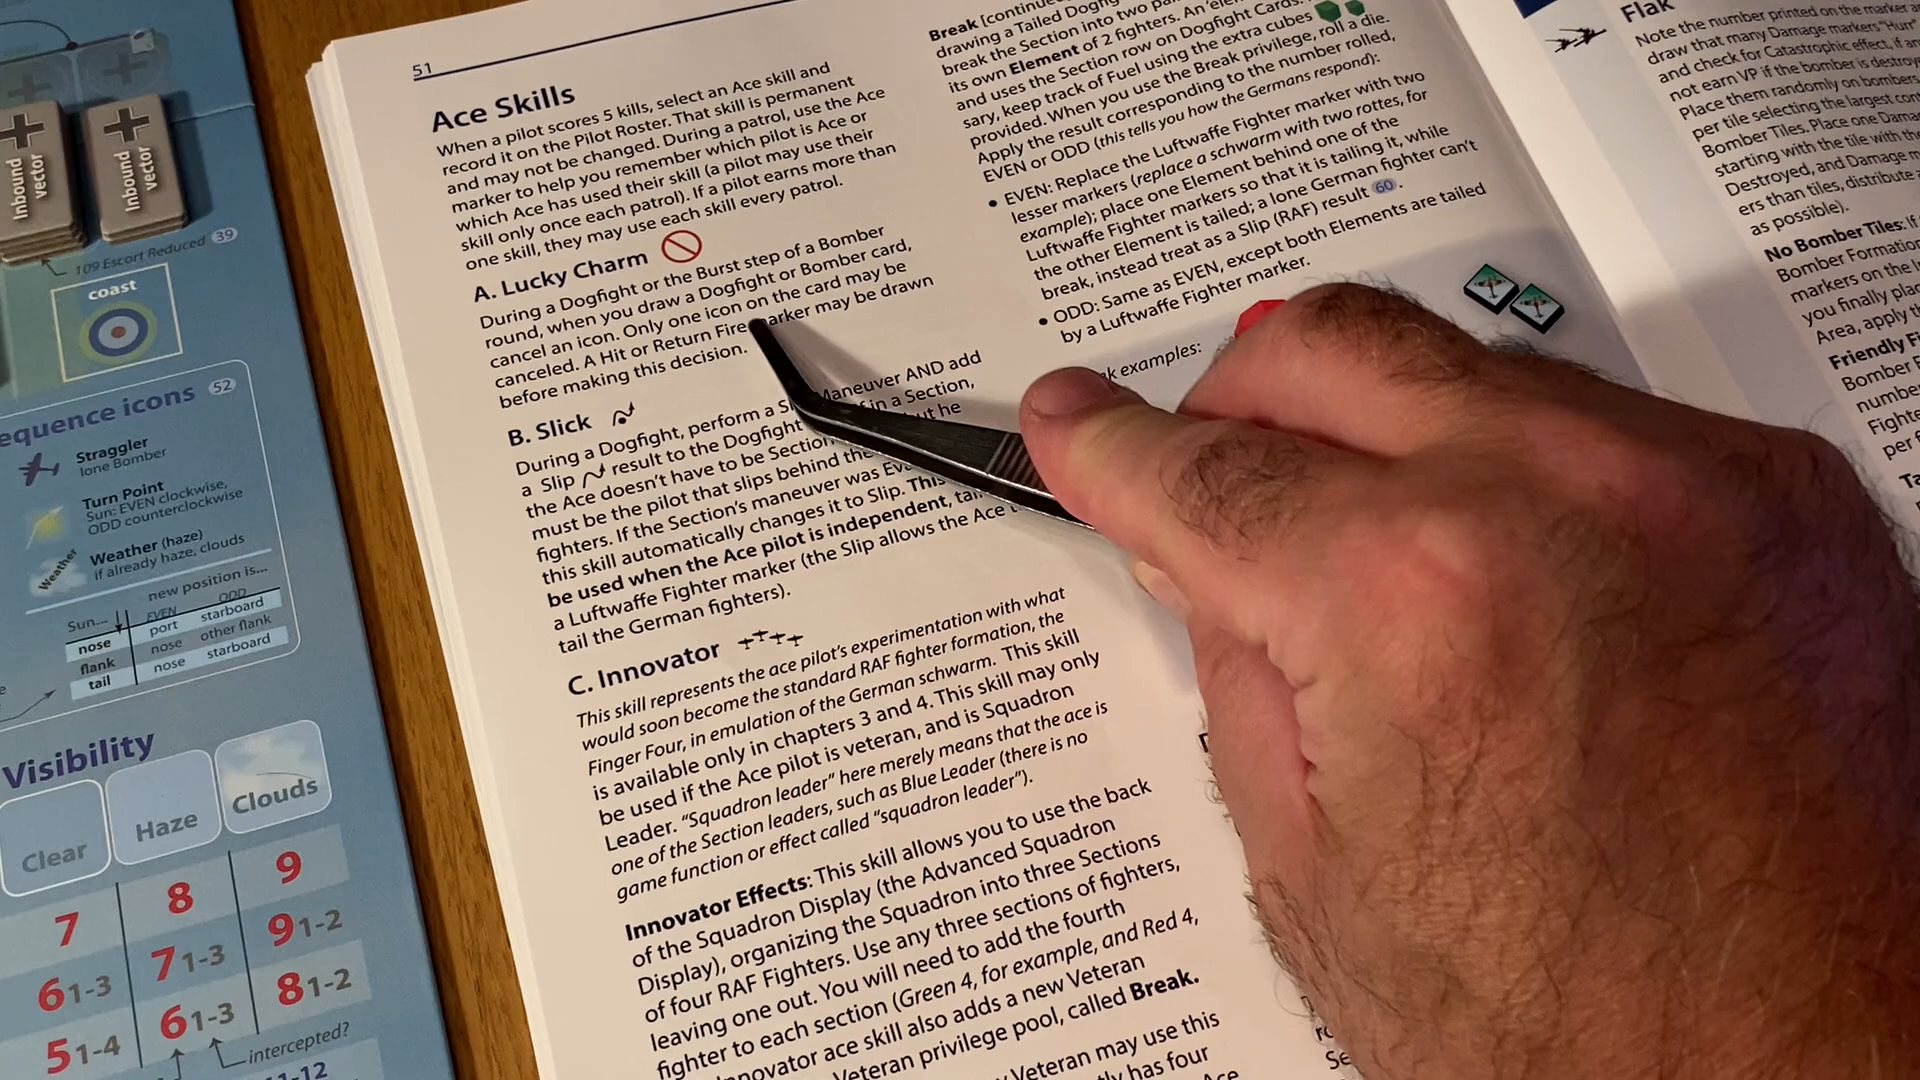 Inbound
vector
Inbound
vector
109 Escort Reduced 39
coast
equence icons 52
Straggler
lone Bomber
Turn Point
Sun: EVEN clockwise,
ODD counterclockwise
Weather
Weather (haze)
if already haze, clouds
new position is...
Sun... EVEN ODD
nose port starboard
flank nose other flank
tail nose starboard
Visibility
Clear Haze Clouds
7 8 9
6 1-3 7 1-3 9 1-2
5 1-4 6 1-3 8 1-2
intercepted?
11-12
51
Ace Skills
When a pilot scores 5 kills, select an Ace skill and
record it on the Pilot Roster. That skill is permanent
and may not be changed. During a patrol, use the Ace
marker to help you remember which pilot is Ace or
which Ace has used their skill (a pilot may use their
skill only once each patrol). If a pilot earns more than
one skill, they may use each skill every patrol.
A. Lucky Charm
During a Dogfight or the Burst step of a Bomber
round, when you draw a Dogfight or Bomber card,
cancel an icon. Only one icon on the card may be
canceled. A Hit or Return Fire marker may be drawn
before making this decision.
B. Slick
During a Dogfight, perform a Maneuver AND add
a Slip result to the Dogfight in a Section,
the Ace doesn't have to be Section but he
must be the pilot that slips behind the
fighters. If the Section's maneuver was
this skill automatically changes it to Slip. This
be used when the Ace pilot is independent,
a Luftwaffe Fighter marker (the Slip allows the Ace
tail the German fighters).
C. Innovator
This skill represents the ace pilot's experimentation with what
would soon become the standard RAF fighter formation, the
Finger Four, in emulation of the German schwarm. This skill
is available only in chapters 3 and 4. This skill may only
be used if the Ace pilot is veteran, and is Squadron
Leader. "Squadron leader" here merely means that the ace is
one of the Section leaders, such as Blue Leader (there is no
game function or effect called "squadron leader").
Innovator Effects: This skill allows you to use the back
of the Squadron Display (the Advanced Squadron
Display), organizing the Squadron into three Sections
of four RAF Fighters. Use any three sections of fighters,
leaving one out. You will need to add the fourth
fighter to each section (Green 4, for example, and Red 4,
nnovator ace skill also adds a new Veteran
Veteran privilege pool, called Break.
Veteran may use this
has four
Ace
Break [continue
drawing a Tailed
break the Section into two
its own Element of 2 fighters. An
and uses the Section row on Dogfight Cards.
sary, keep track of Fuel using the extra cubes
provided. When you use the Break privilege, roll a die.
Apply the result corresponding to the number rolled,
EVEN or ODD (this tells you how the Germans respond):
• EVEN: Replace the Luftwaffe Fighter marker with two
lesser markers (replace a schwarm with two rottes, for
example); place one Element behind one of the
Luftwaffe Fighter markers so that it is tailing it, while
the other Element is tailed; a lone German fighter can't
break, instead treat as a Slip (RAF) result 60.
• ODD: Same as EVEN, except both Elements are tailed
by a Luftwaffe Fighter marker.
examples:
Flak
Note the number printed on the marker
draw that many Damage markers
and check for Catastrophic effect, if
not earn VP if the bomber is
Place them randomly on bombers,
per tile selecting the largest
Bomber Tiles. Place one
starting with the tile with the
Destroyed, and Damage
ers than tiles, distribute
as possible).
No Bomber Tiles: If
Bomber Formation
markers on the
you finally
Area, apply
Friendly
Bomber
number
Fighte
per